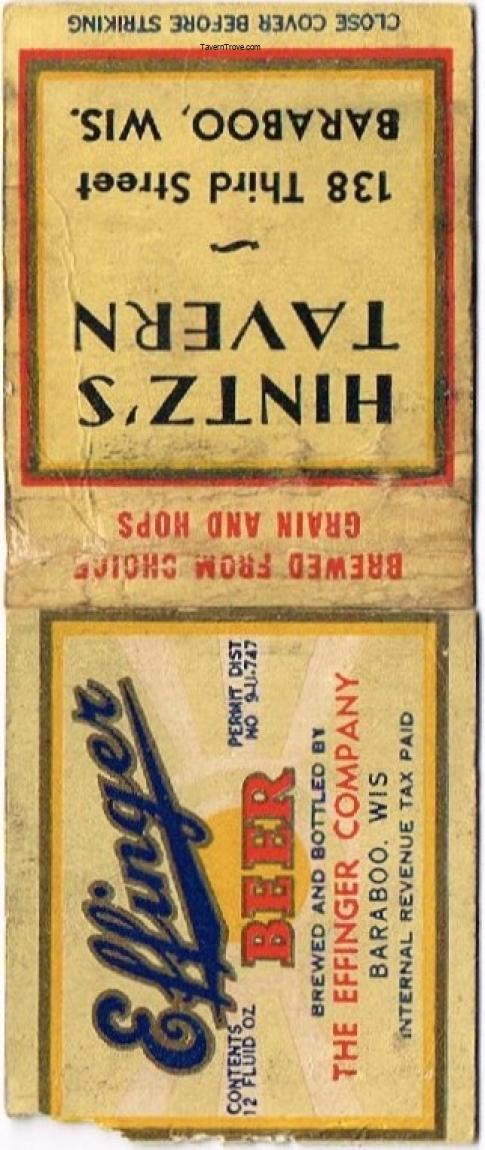 CLOSE COVER BEFORE STRIKING
TavernTrove.com
HINTZ'S
TAVERN
~
138 Third Street
BARABOO, WIS.
BREWED FROM CHOICE
GRAIN AND HOPS
Effinger
BEER
CONTENTS
12 FLUID OZ
PERMIT DIST
NO 9-U-747
BREWED AND BOTTLED BY
THE EFFINGER COMPANY
BARABOO. WIS
INTERNAL REVENUE TAX PAID